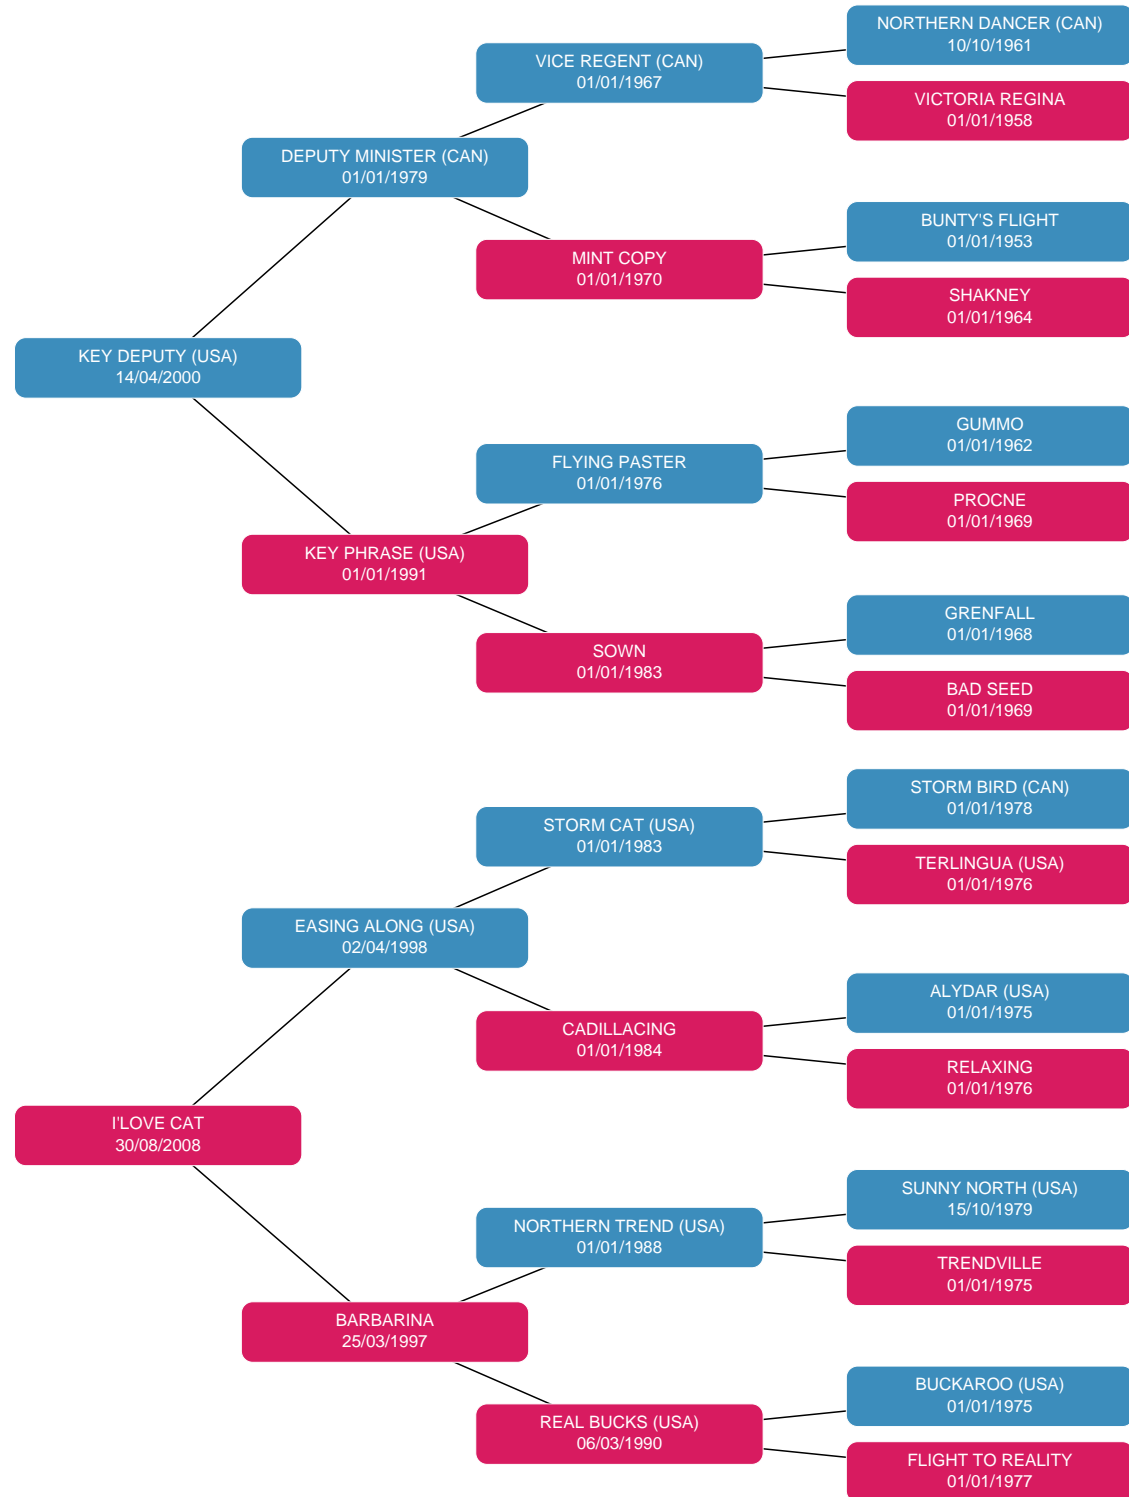 NORTHERN DANCER (CAN)
10/10/1961
VICE REGENT (CAN)
01/01/1967
VICTORIA REGINA
01/01/1958
DEPUTY MINISTER (CAN)
01/01/1979
BUNTY'S FLIGHT
01/01/1953
MINT COPY
01/01/1970
SHAKNEY
01/01/1964
KEY DEPUTY (USA)
14/04/2000
GUMMO
01/01/1962
FLYING PASTER
01/01/1976
PROCNE
01/01/1969
KEY PHRASE (USA)
01/01/1991
GRENFALL
01/01/1968
SOWN
01/01/1983
BAD SEED
01/01/1969
STORM BIRD (CAN)
01/01/1978
STORM CAT (USA)
01/01/1983
TERLINGUA (USA)
01/01/1976
EASING ALONG (USA)
02/04/1998
ALYDAR (USA)
01/01/1975
CADILLACING
01/01/1984
RELAXING
01/01/1976
I'LOVE CAT
30/08/2008
SUNNY NORTH (USA)
15/10/1979
NORTHERN TREND (USA)
01/01/1988
TRENDVILLE
01/01/1975
BARBARINA
25/03/1997
BUCKAROO (USA)
01/01/1975
REAL BUCKS (USA)
06/03/1990
FLIGHT TO REALITY
01/01/1977